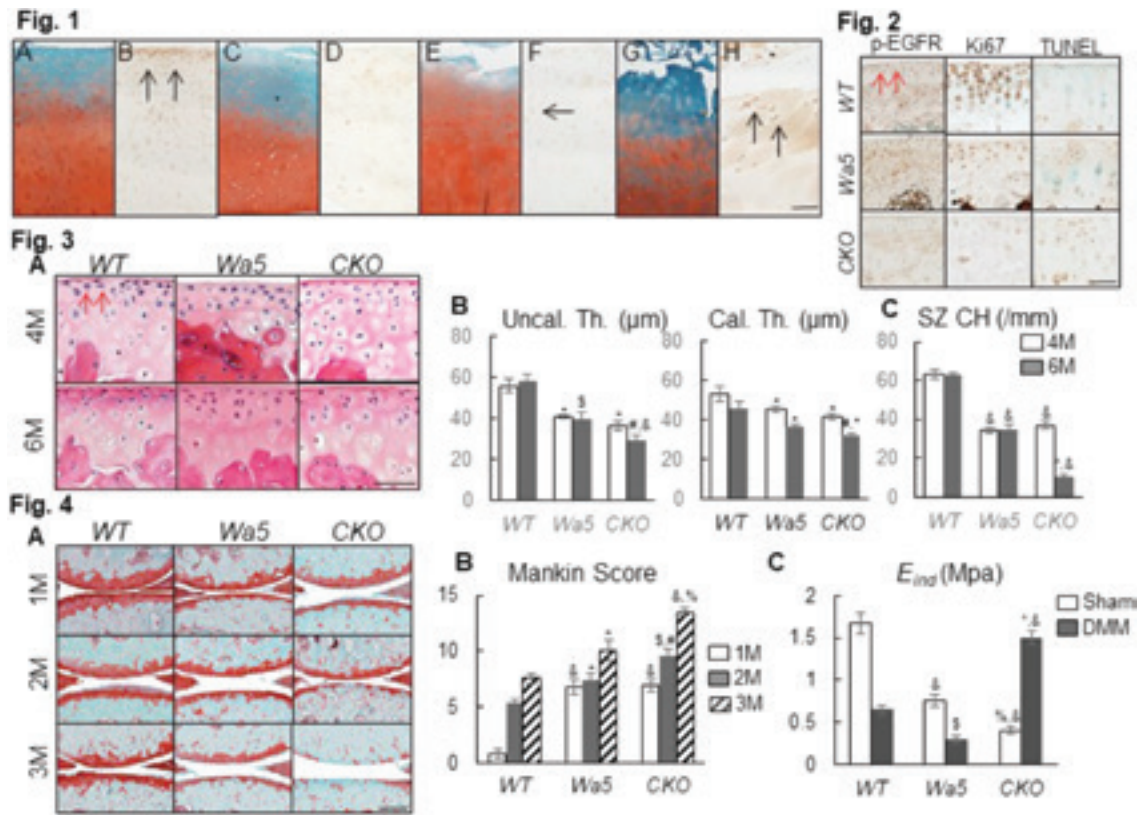 Fig. 1
A B C D E F G H
Fig. 2
p-EGFR Ki67 TUNEL
WT
Wa5
CKO
Fig. 3
A
WT Wa5 CKO
4M
6M
B
Uncal. Th. (µm)
80
60
40
20
0
WT Wa5 CKO
* $ * #,&
Cal. Th. (µm)
80
60
40
20
0
WT Wa5 CKO
C
SZ CH (/mm)
4M
6M
80
60
40
20
0
WT Wa5 CKO
& & &
Fig. 4
A
WT Wa5 CKO
1M
2M
3M
B
Mankin Score
15
10
5
0
WT Wa5 CKO
& $,# &,%
1M
2M
3M
C
Eind (Mpa)
Sham
DMM
2
1.5
1
0.5
0
WT Wa5 CKO
& $ %,&